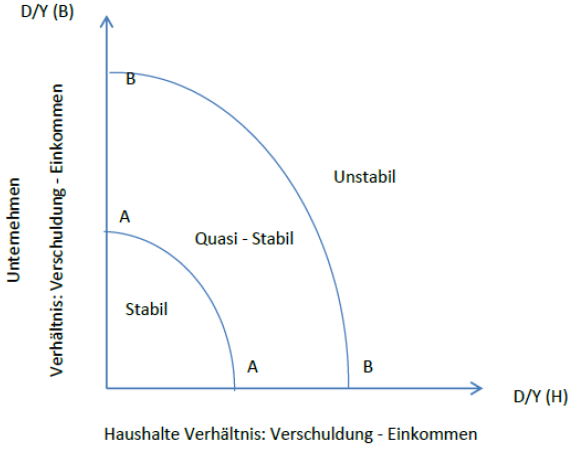 D/Y (B)
B
Unstabil
A
Quasi - Stabil
Stabil
A
B
D/Y (H)
Unternehmen
Verhältnis: Verschuldung - Einkommen
Haushalte Verhältnis: Verschuldung - Einkommen